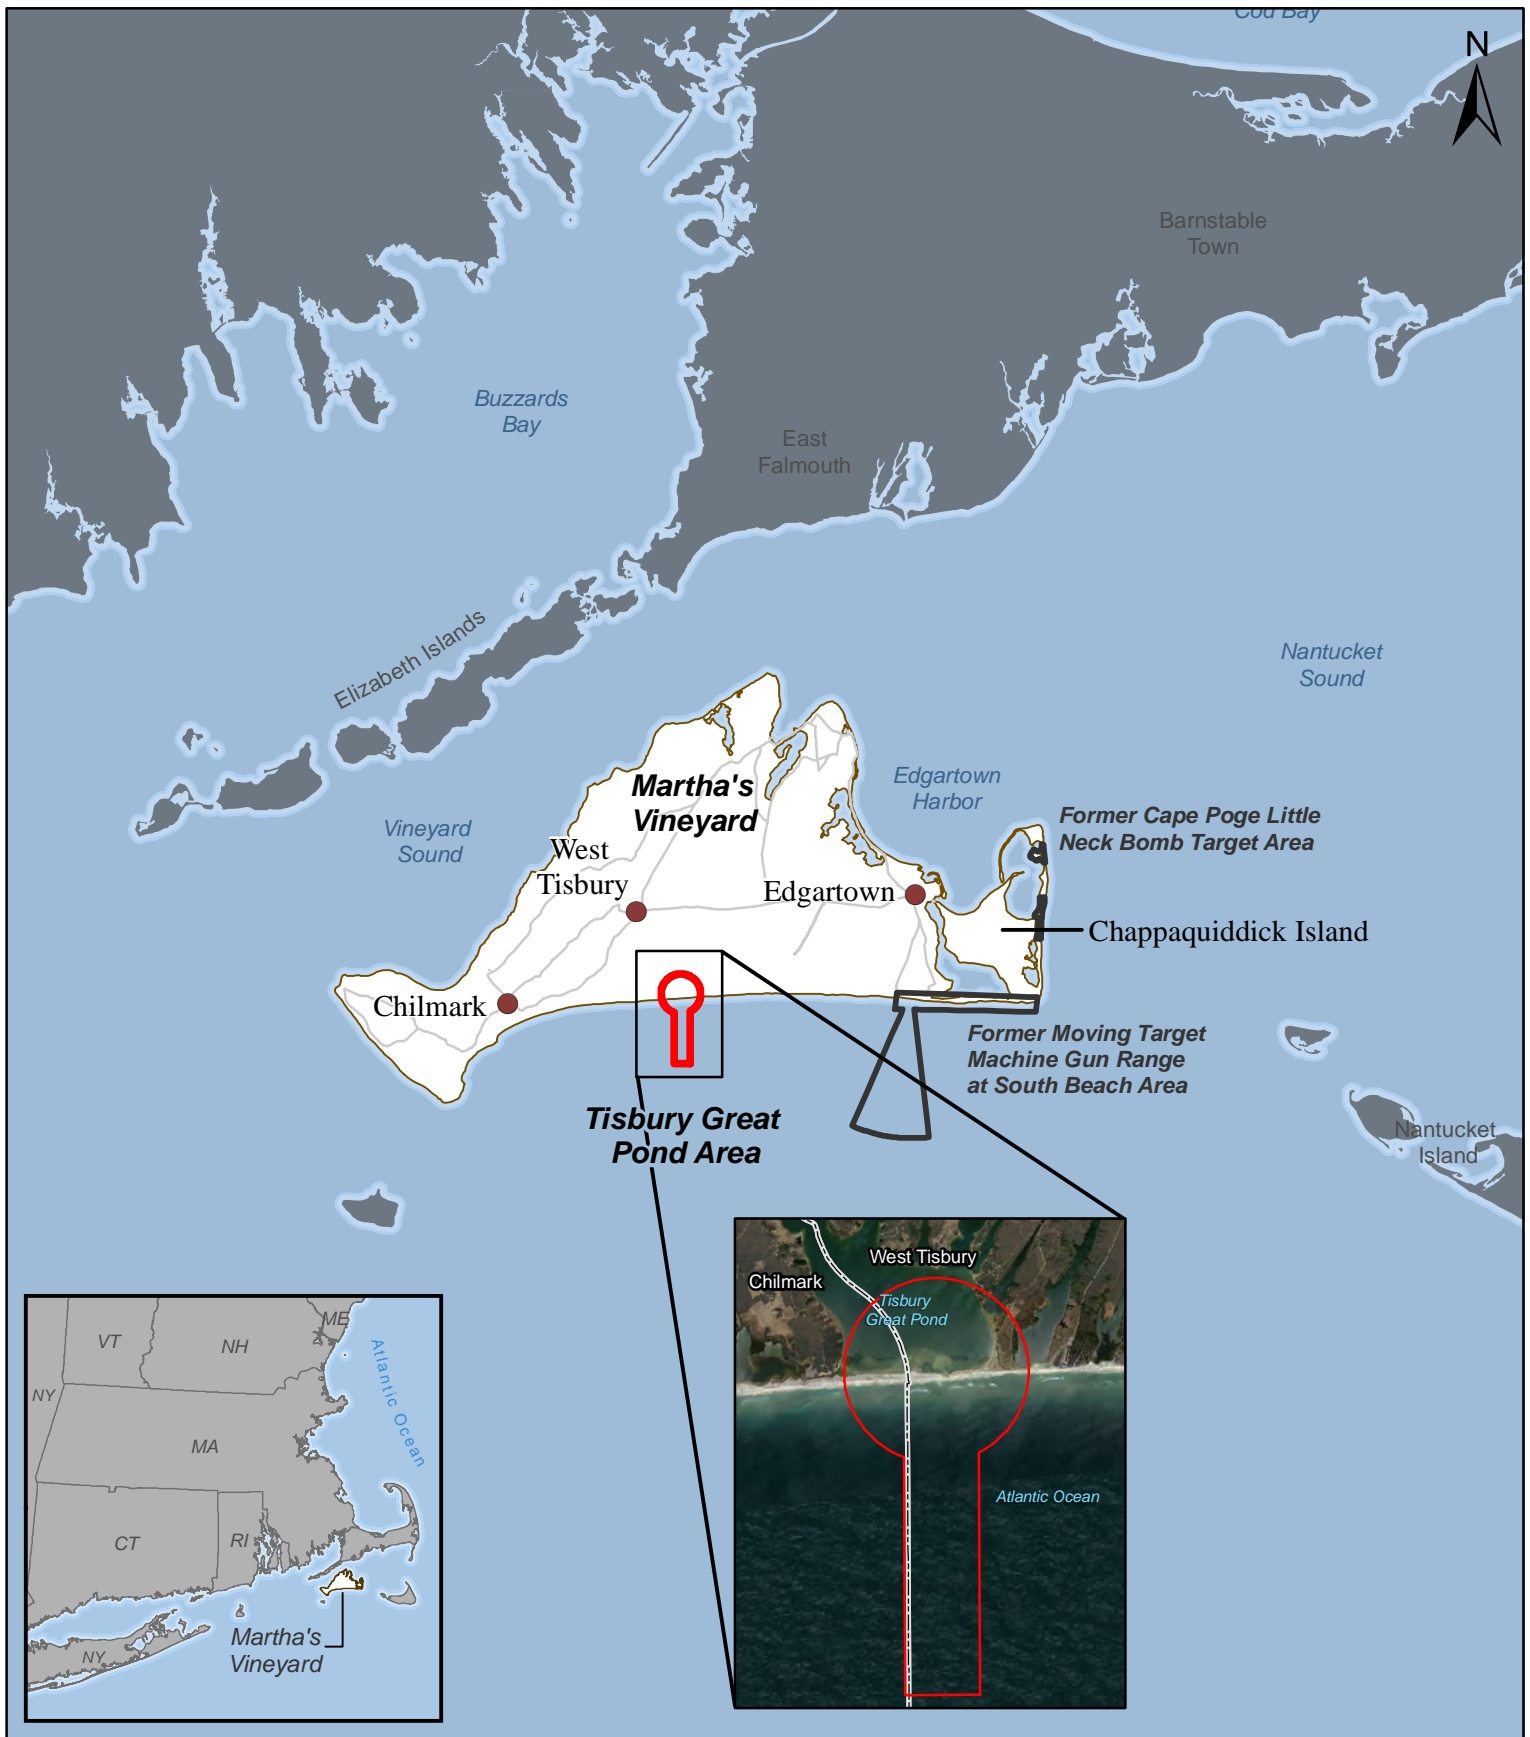 Cod Bay
N
Barnstable
Town
Buzzards
Bay
East
Falmouth
Elizabeth Islands
Nantucket
Sound
Martha's
Vineyard
Edgartown
Harbor
Vineyard
Sound
Former Cape Poge Little
Neck Bomb Target Area
West
Tisbury
Edgartown
Chappaquiddick Island
Chilmark
Former Moving Target
Machine Gun Range
at South Beach Area
Tisbury Great
Pond Area
Nantucket
Island
West Tisbury
Chilmark
Tisbury
Great Pond
Atlantic Ocean
ME
VT
NH
Atlantic Ocean
NY
MA
CT
RI
Martha's
Vineyard
NY